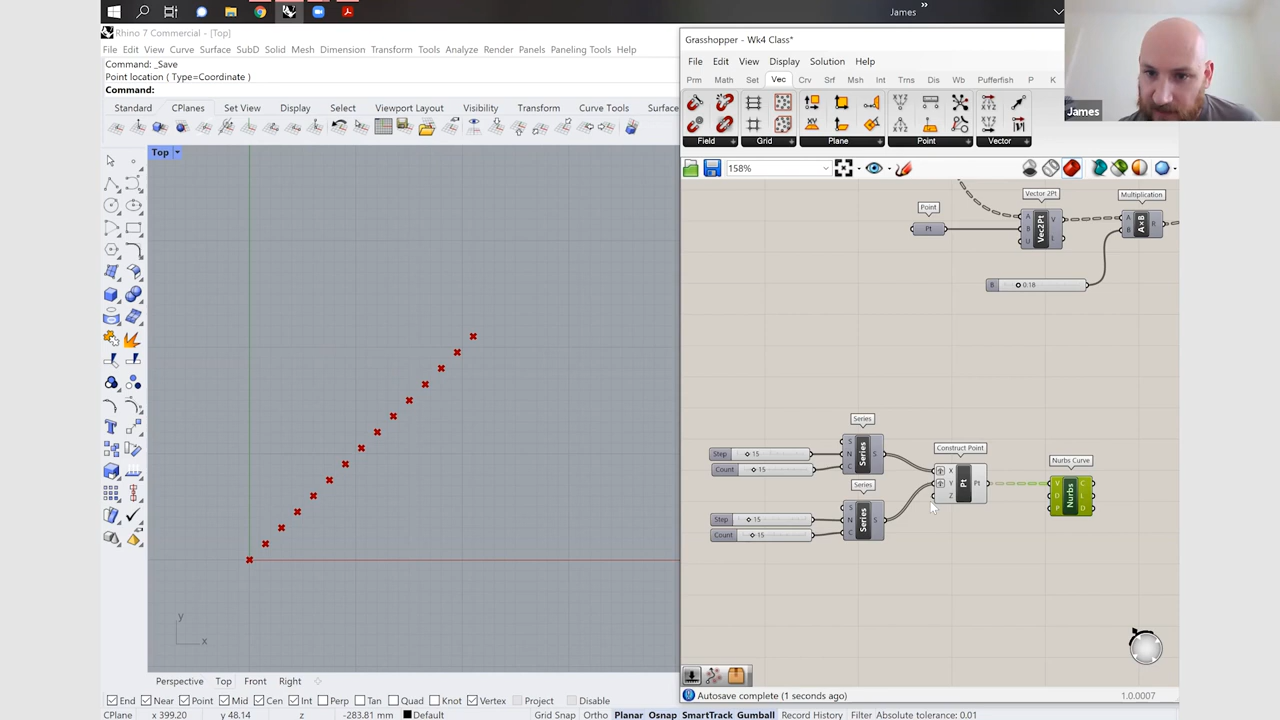 James »
Rhino 7 Commercial - [Top]
File Edit View Curve Surface SubD Solid Mesh Dimension Transform Tools Analyze Render Panels Paneling Tools Help
Command: _Save
Point location ( Type=Coordinate )
Command:
Standard CPlanes Set View Display Select Viewport Layout Visibility Transform Curve Tools Surface
Top
y
x
Perspective Top Front Right
End Near Point Mid Cen Int Perp Tan Quad Knot Vertex Project Disable
CPlane x 399.20 y 48.14 z -283.81 mm Default Grid Snap Ortho Planar Osnap SmartTrack Gumball Record History Filter Absolute tolerance: 0.01
Grasshopper - Wk4 Class*
File Edit View Display Solution Help
Prm Math Set Vec Crv Srf Msh Int Trns Dis Wb Pufferfish P K
Field Grid Plane Point Vector
158%
Point
Pt
Vector 2Pt
A
B
U
Vec2Pt
V
L
Multiplication
A
B
A×B
R
B 0.18
Series
Step 15
Count 15
S
N
C
Series
S
Series
Step 15
Count 15
S
N
C
Series
S
Construct Point
X
Y
Z
Pt
Pt
Nurbs Curve
V
D
P
Nurbs
C
L
D
Autosave complete (1 seconds ago)
1.0.0007
James